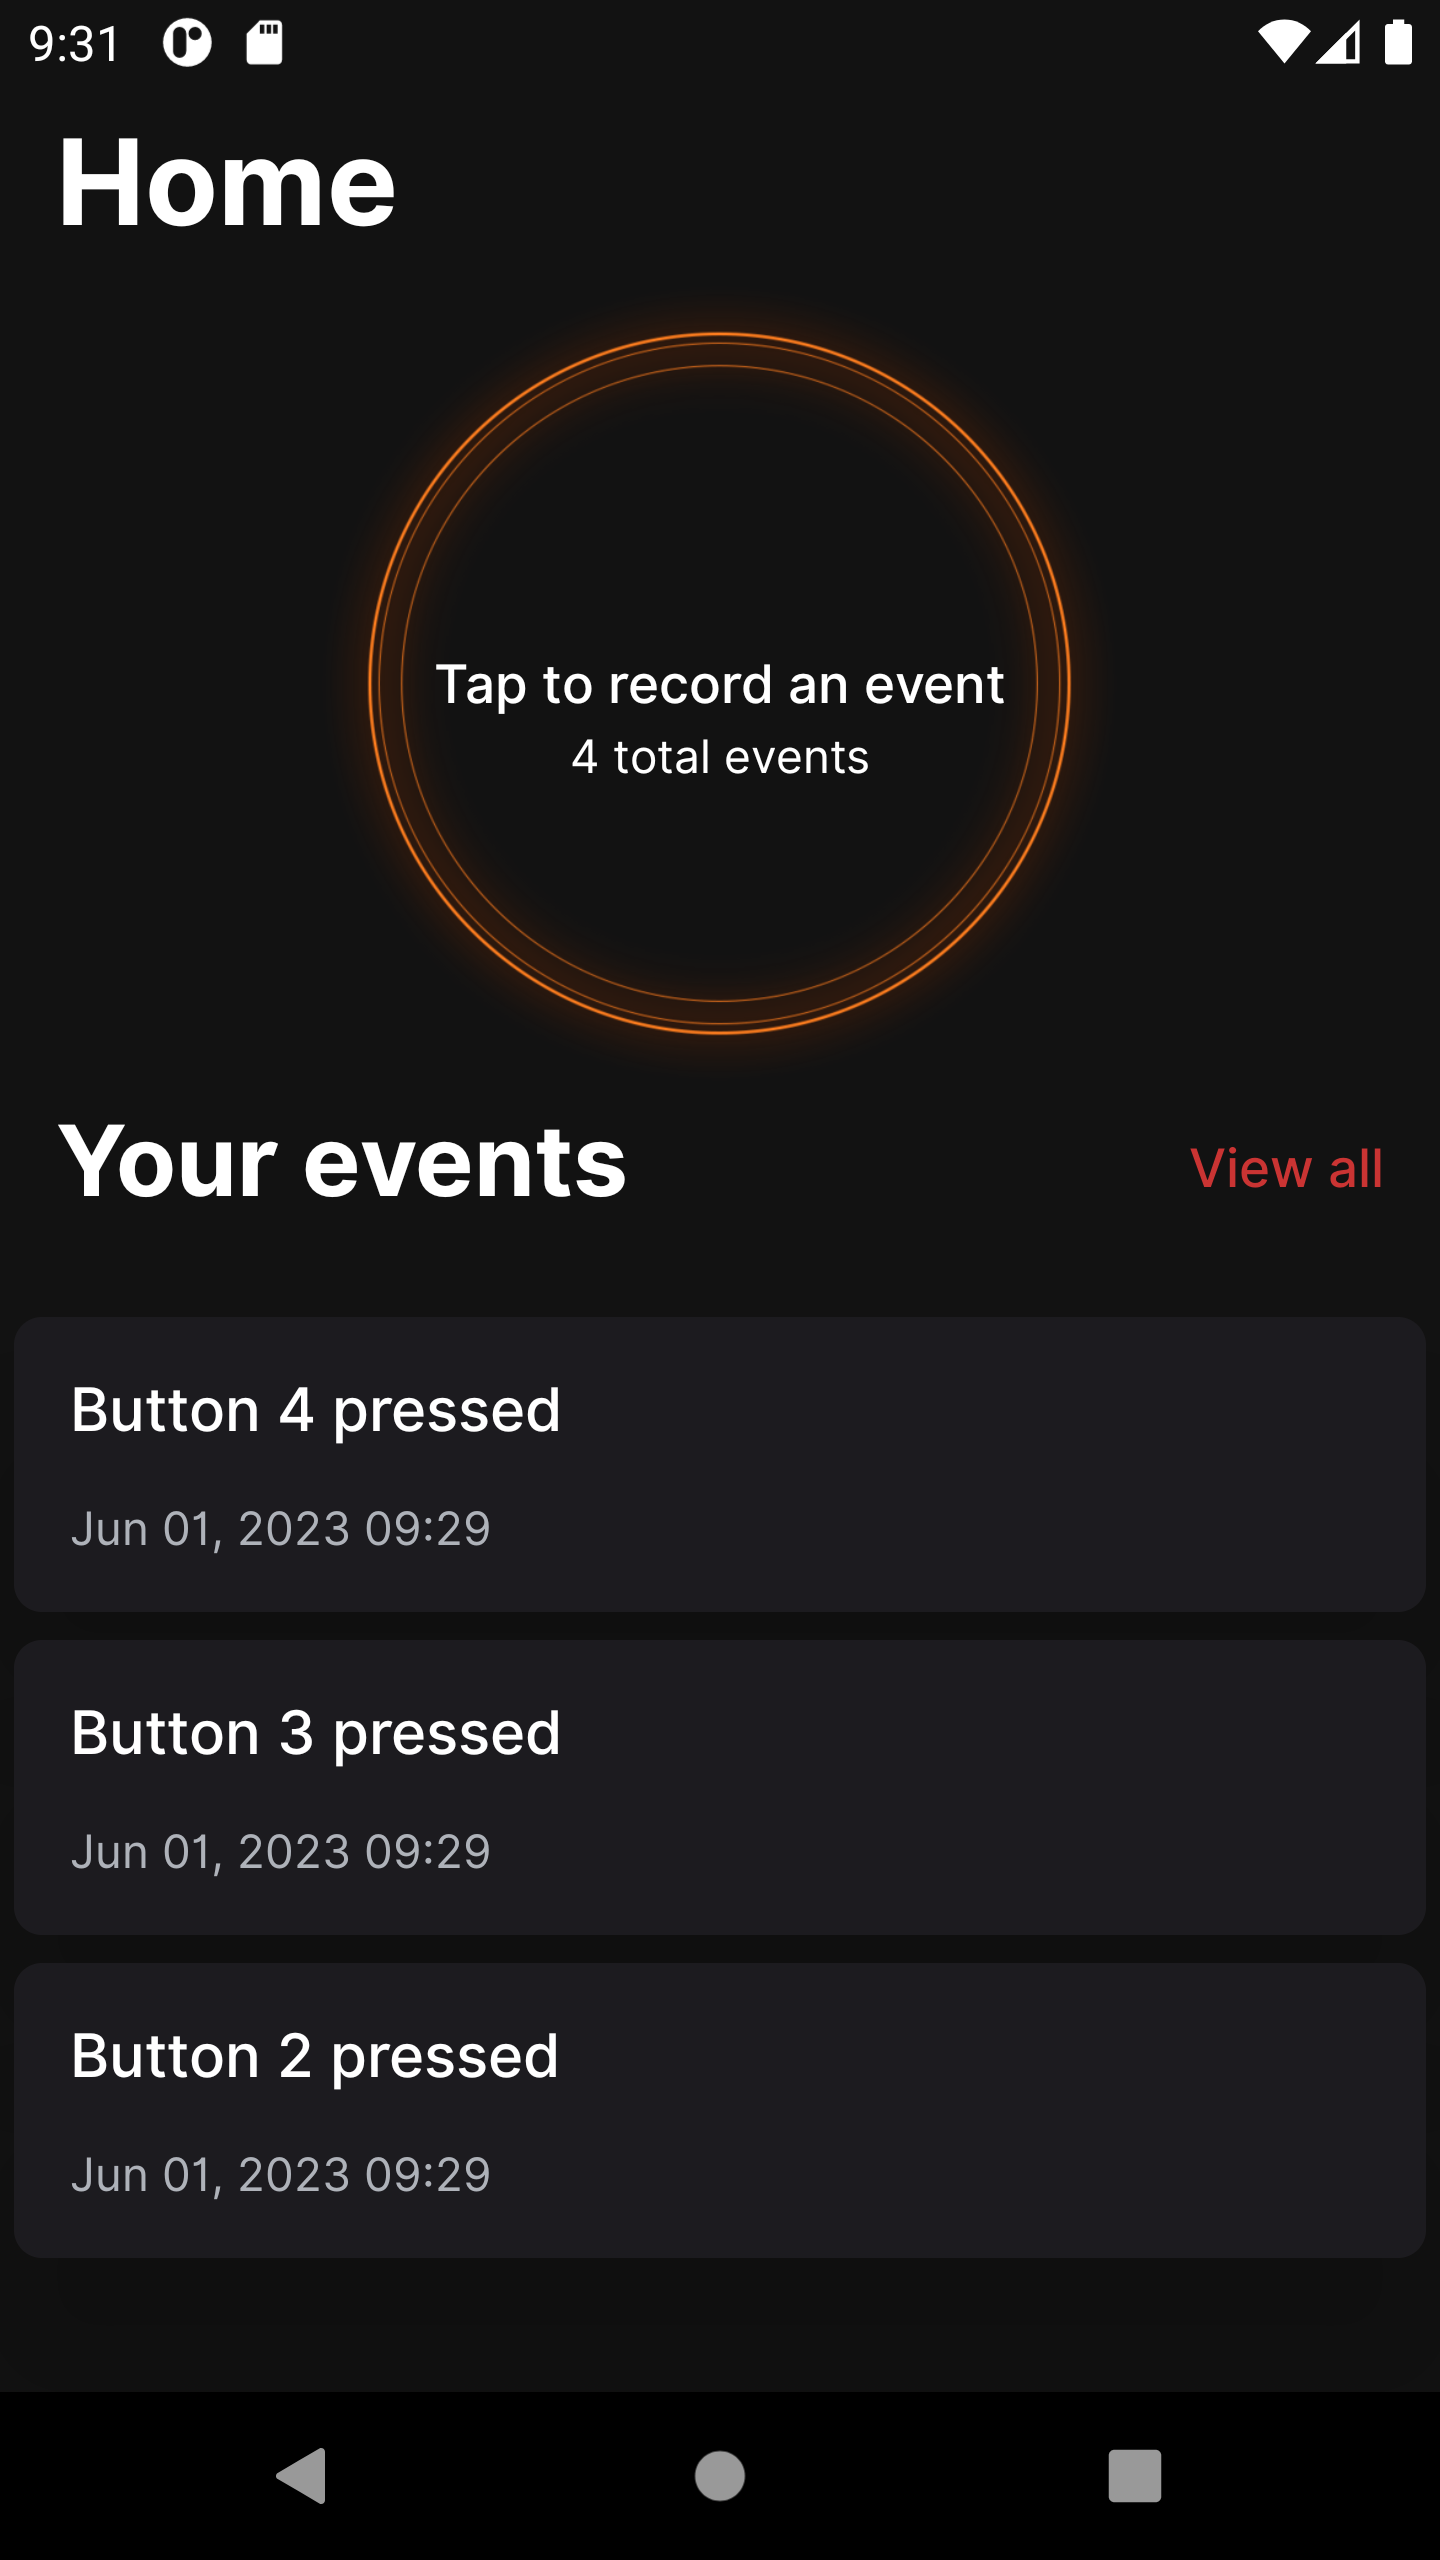 9:31
Home
Tap to record an event
4 total events
Your events
View all
Button 4 pressed
Jun 01, 2023 09:29
Button 3 pressed
Jun 01, 2023 09:29
Button 2 pressed
Jun 01, 2023 09:29